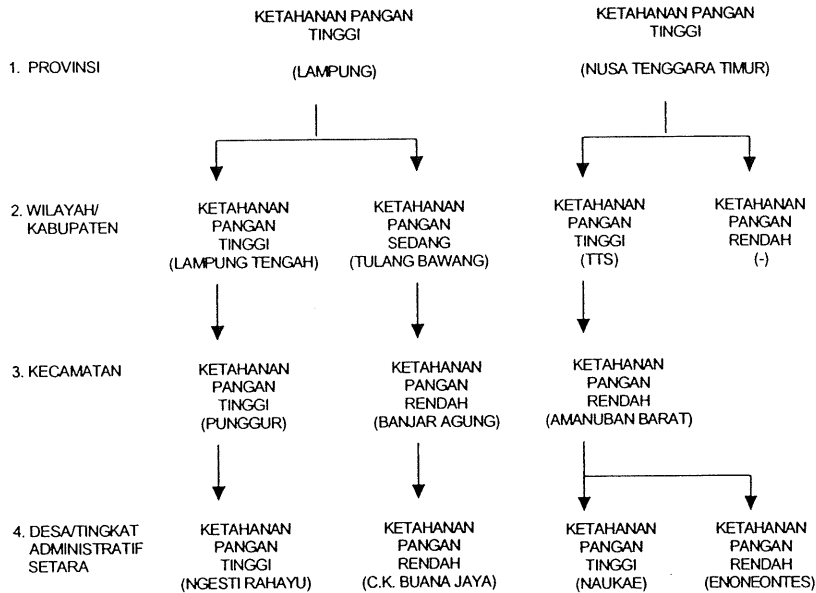 KETAHANAN PANGAN
TINGGI
KETAHANAN PANGAN
TINGGI
1. PROVINSI
(LAMPUNG)
(NUSA TENGGARA TIMUR)
2. WILAYAH/
KABUPATEN
KETAHANAN
PANGAN
TINGGI
(LAMPUNG TENGAH)
KETAHANAN
PANGAN
SEDANG
(TULANG BAWANG)
KETAHANAN
PANGAN
TINGGI
(TTS)
KETAHANAN
PANGAN
RENDAH
(-)
3. KECAMATAN
KETAHANAN
PANGAN
TINGGI
(PUNGGUR)
KETAHANAN
PANGAN
RENDAH
(BANJAR AGUNG)
KETAHANAN
PANGAN
RENDAH
(AMANUBAN BARAT)
4. DESA/TINGKAT
ADMINISTRATIF
SETARA
KETAHANAN
PANGAN
TINGGI
(NGESTI RAHAYU)
KETAHANAN
PANGAN
RENDAH
(C.K. BUANA JAYA)
KETAHANAN
PANGAN
TINGGI
(NAUKAE)
KETAHANAN
PANGAN
RENDAH
(ENONEONTES)